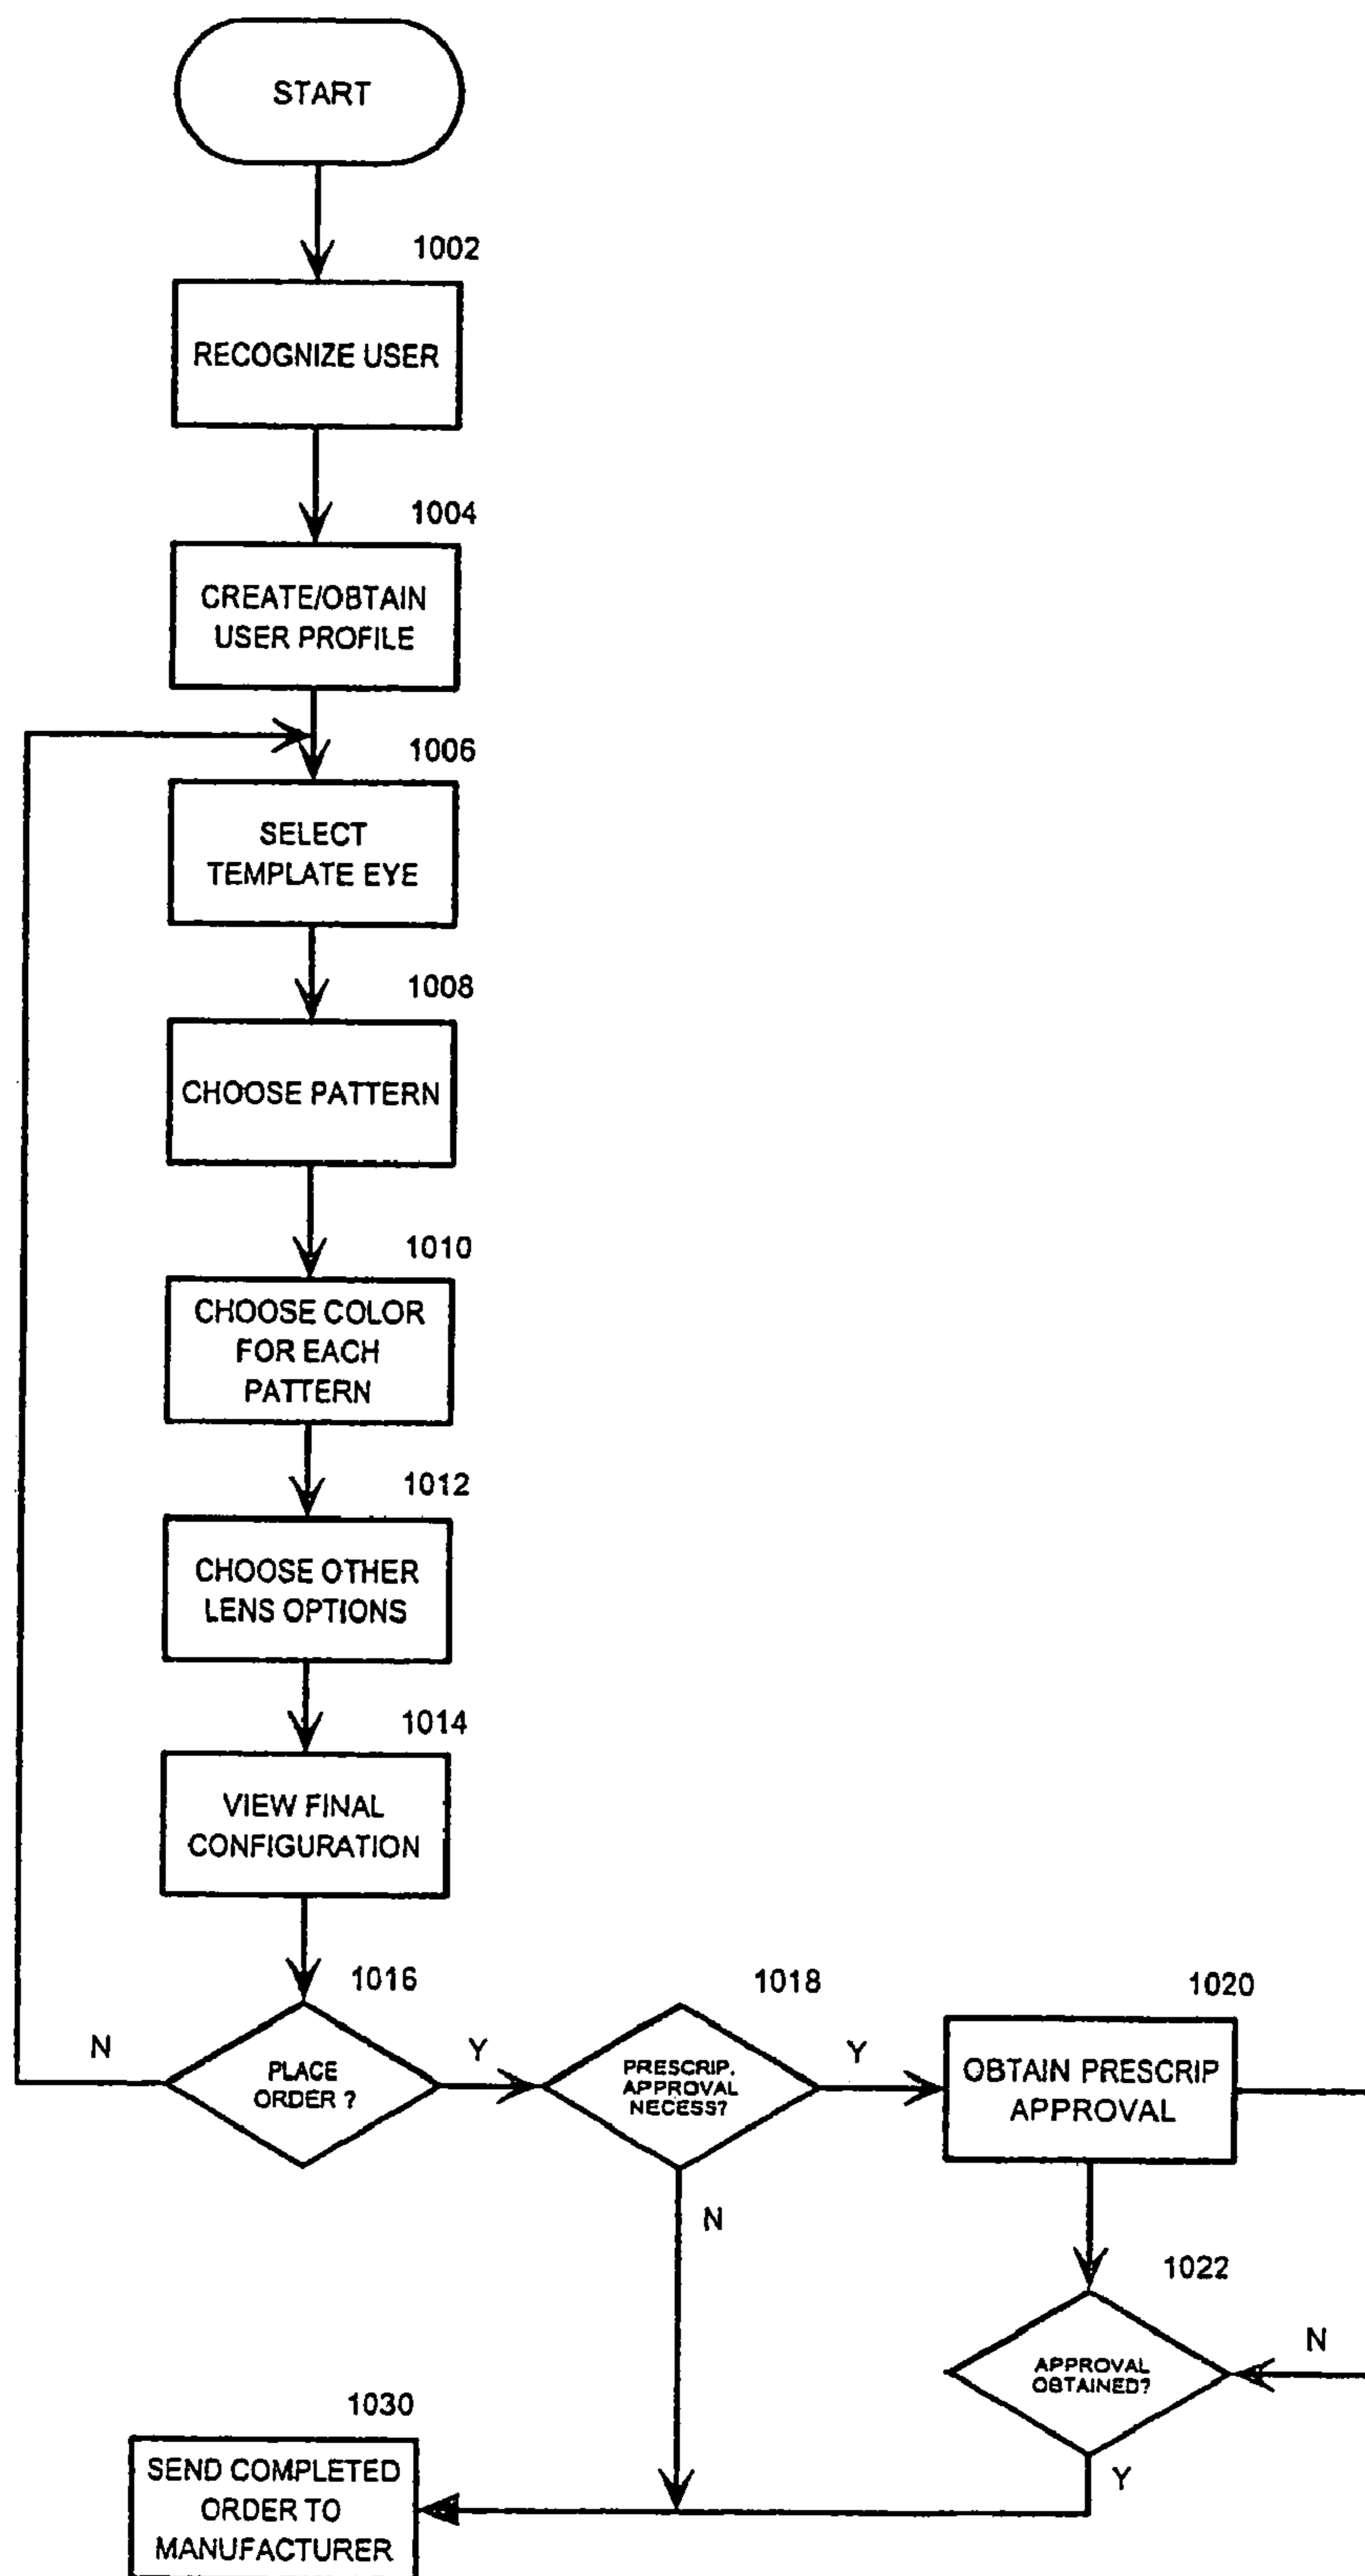 START
1002
RECOGNIZE USER
1004
CREATE/OBTAIN
USER PROFILE
1006
SELECT
TEMPLATE EYE
1008
CHOOSE PATTERN
1010
CHOOSE COLOR
FOR EACH
PATTERN
1012
CHOOSE OTHER
LENS OPTIONS
1014
VIEW FINAL
CONFIGURATION
1016
PLACE
ORDER ?
N
Y
1018
PRESCRIP.
APPROVAL
NECESS?
Y
N
1020
OBTAIN PRESCRIP
APPROVAL
1022
APPROVAL
OBTAINED?
N
Y
1030
SEND COMPLETED
ORDER TO
MANUFACTURER